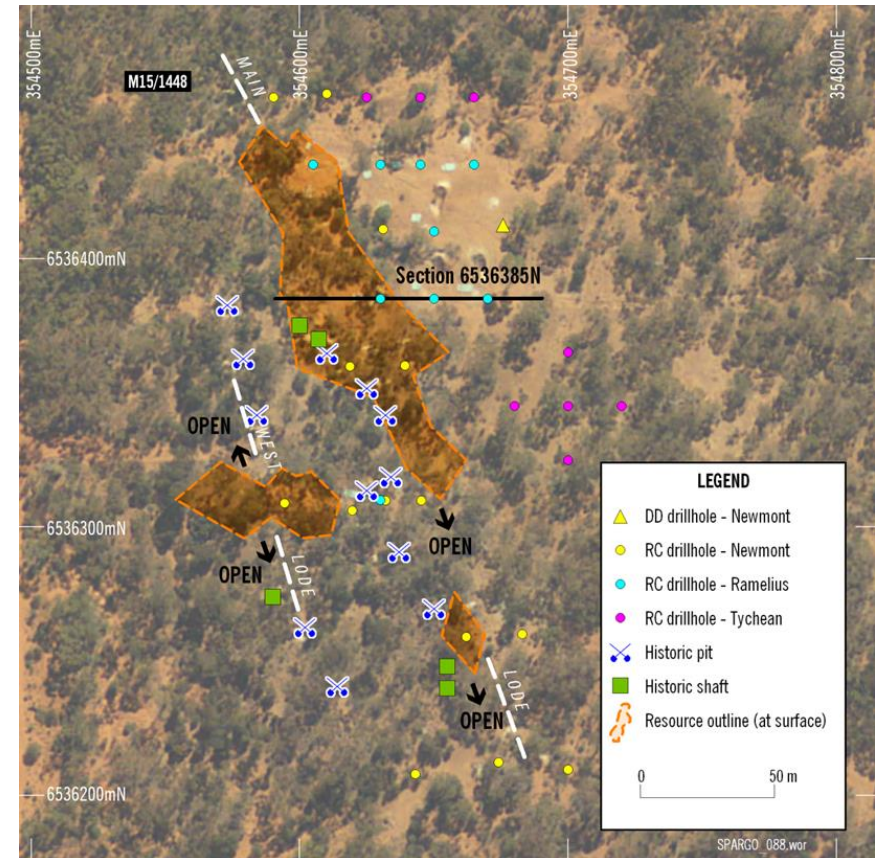 354500mE
354600mE
354700mE
354800mE
M15/1448
MAIN
6536400mN
Section 6536385N
OPEN
WEST
6536300mN
OPEN
OPEN
LODE
LODE
OPEN
6536200mN
LEGEND
DD drillhole - Newmont
RC drillhole - Newmont
RC drillhole - Ramelius
RC drillhole - Tychean
Historic pit
Historic shaft
Resource outline (at surface)
0 50 m
SPARGO_088.wor